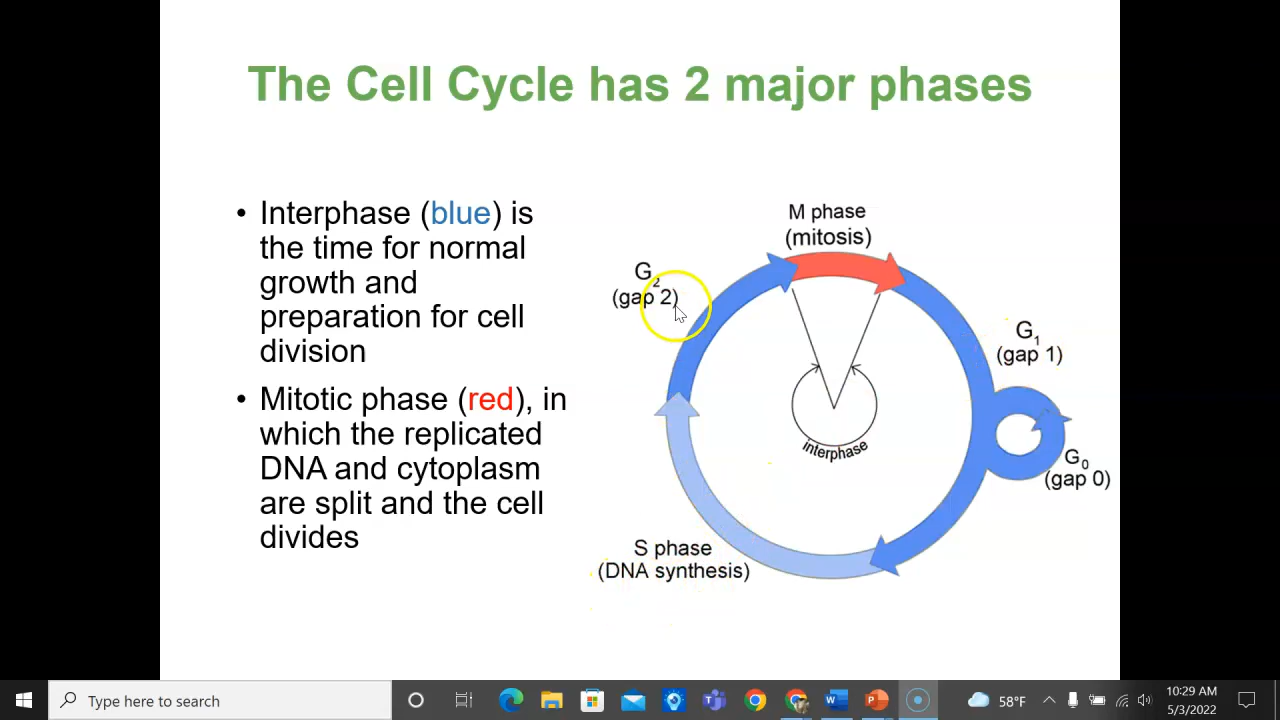 The Cell Cycle has 2 major phases
• Interphase (blue) is
the time for normal
growth and
preparation for cell
division
• Mitotic phase (red), in
which the replicated
DNA and cytoplasm
are split and the cell
divides
M phase
(mitosis)
G2
(gap 2)
G1
(gap 1)
interphase
G0
(gap 0)
S phase
(DNA synthesis)
Type here to search
58°F
10:29 AM
5/3/2022